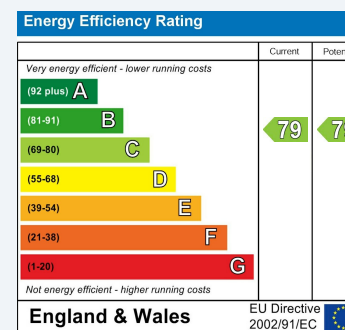 Energy Efficiency Rating
Current
Very energy efficient - lower running costs
(92 plus) A
(81-91) B
79
(69-80) C
(55-68) D
(39-54) E
(21-38) F
(1-20) G
Not energy efficient - higher running costs
England & Wales
EU Directive
2002/91/EC